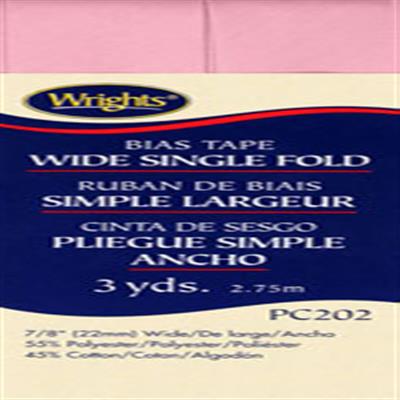 Wrights®
BIAS TAPE
WIDE SINGLE FOLD
RUBAN DE BIAIS
SIMPLE LARGEUR
CINTA DE SESGO
PLIEGUE SIMPLE
ANCHO
3 yds. 2.75m
PC202
7/8" (22mm) Wide/De large/Ancho
55% Polyester/Polyester/Poliéster
45% Cotton/Coton/Algodón